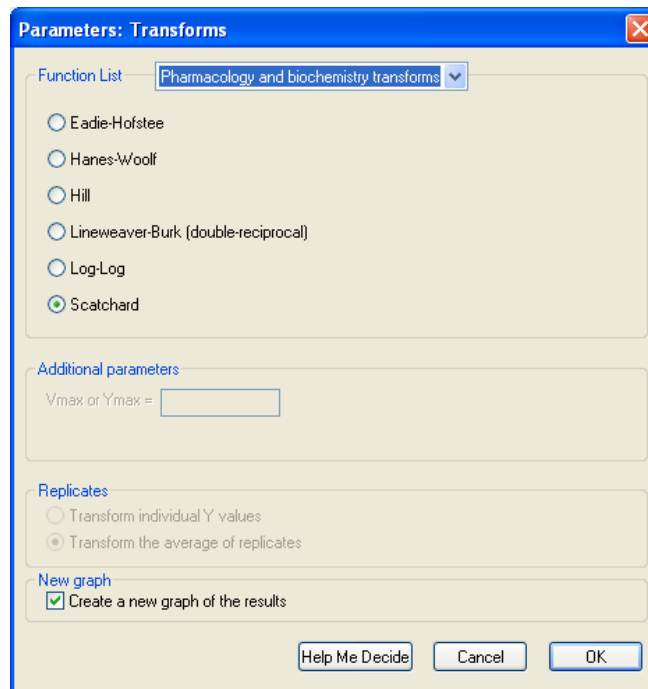 Parameters: Transforms
Function List Pharmacology and biochemistry transforms
Eadie-Hofstee
Hanes-Woolf
Hill
Lineweaver-Burk (double-reciprocal)
Log-Log
Scatchard
Additional parameters
Vmax or Ymax =
Replicates
Transform individual Y values
Transform the average of replicates
New graph
Create a new graph of the results
Help Me Decide Cancel OK